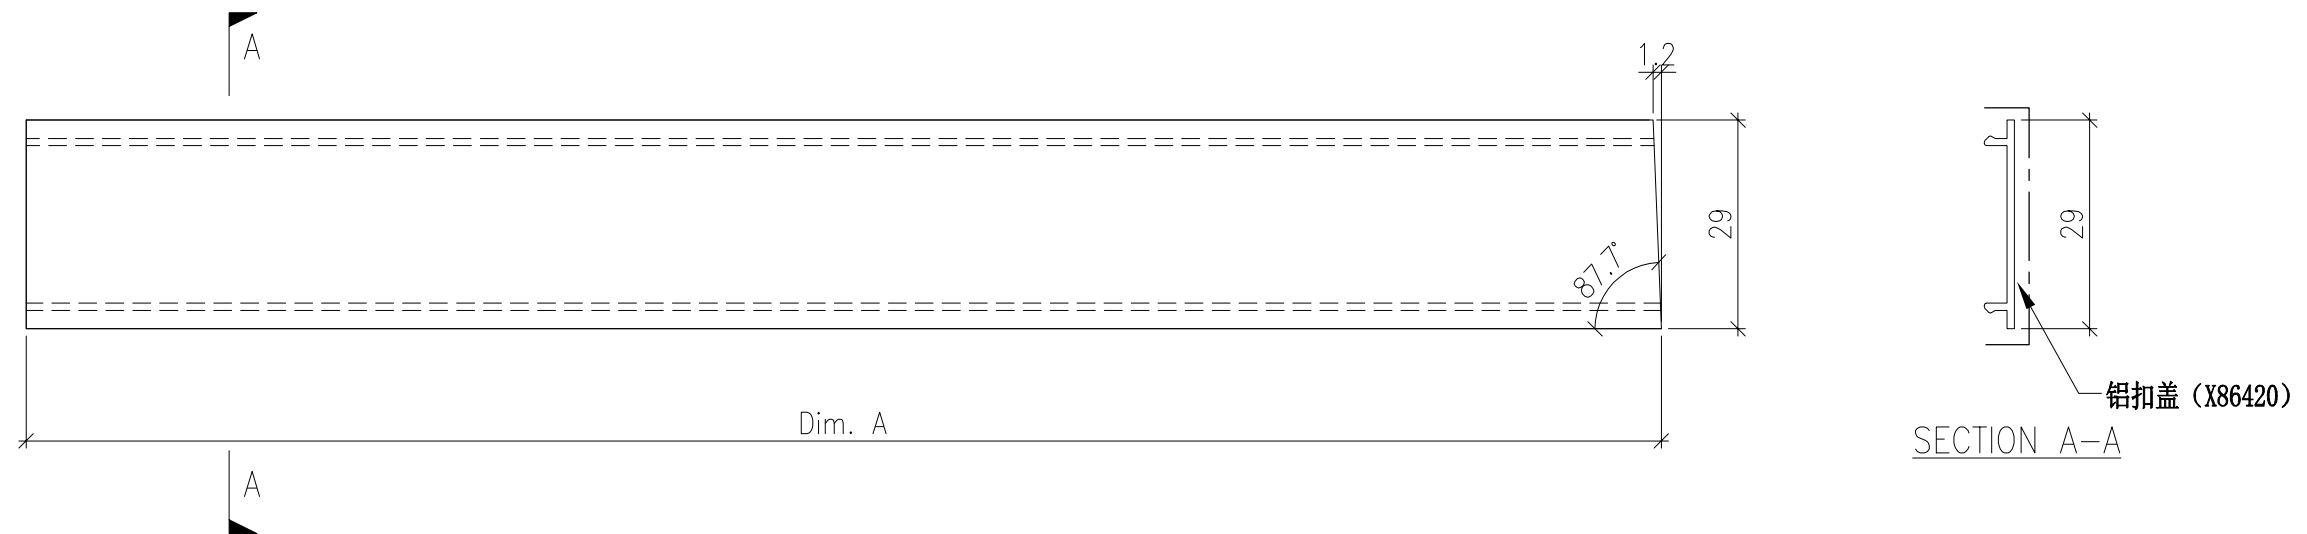 A
1.2
29
87.7°
29
Dim. A
铝扣盖（X86420）
SECTION A-A
A